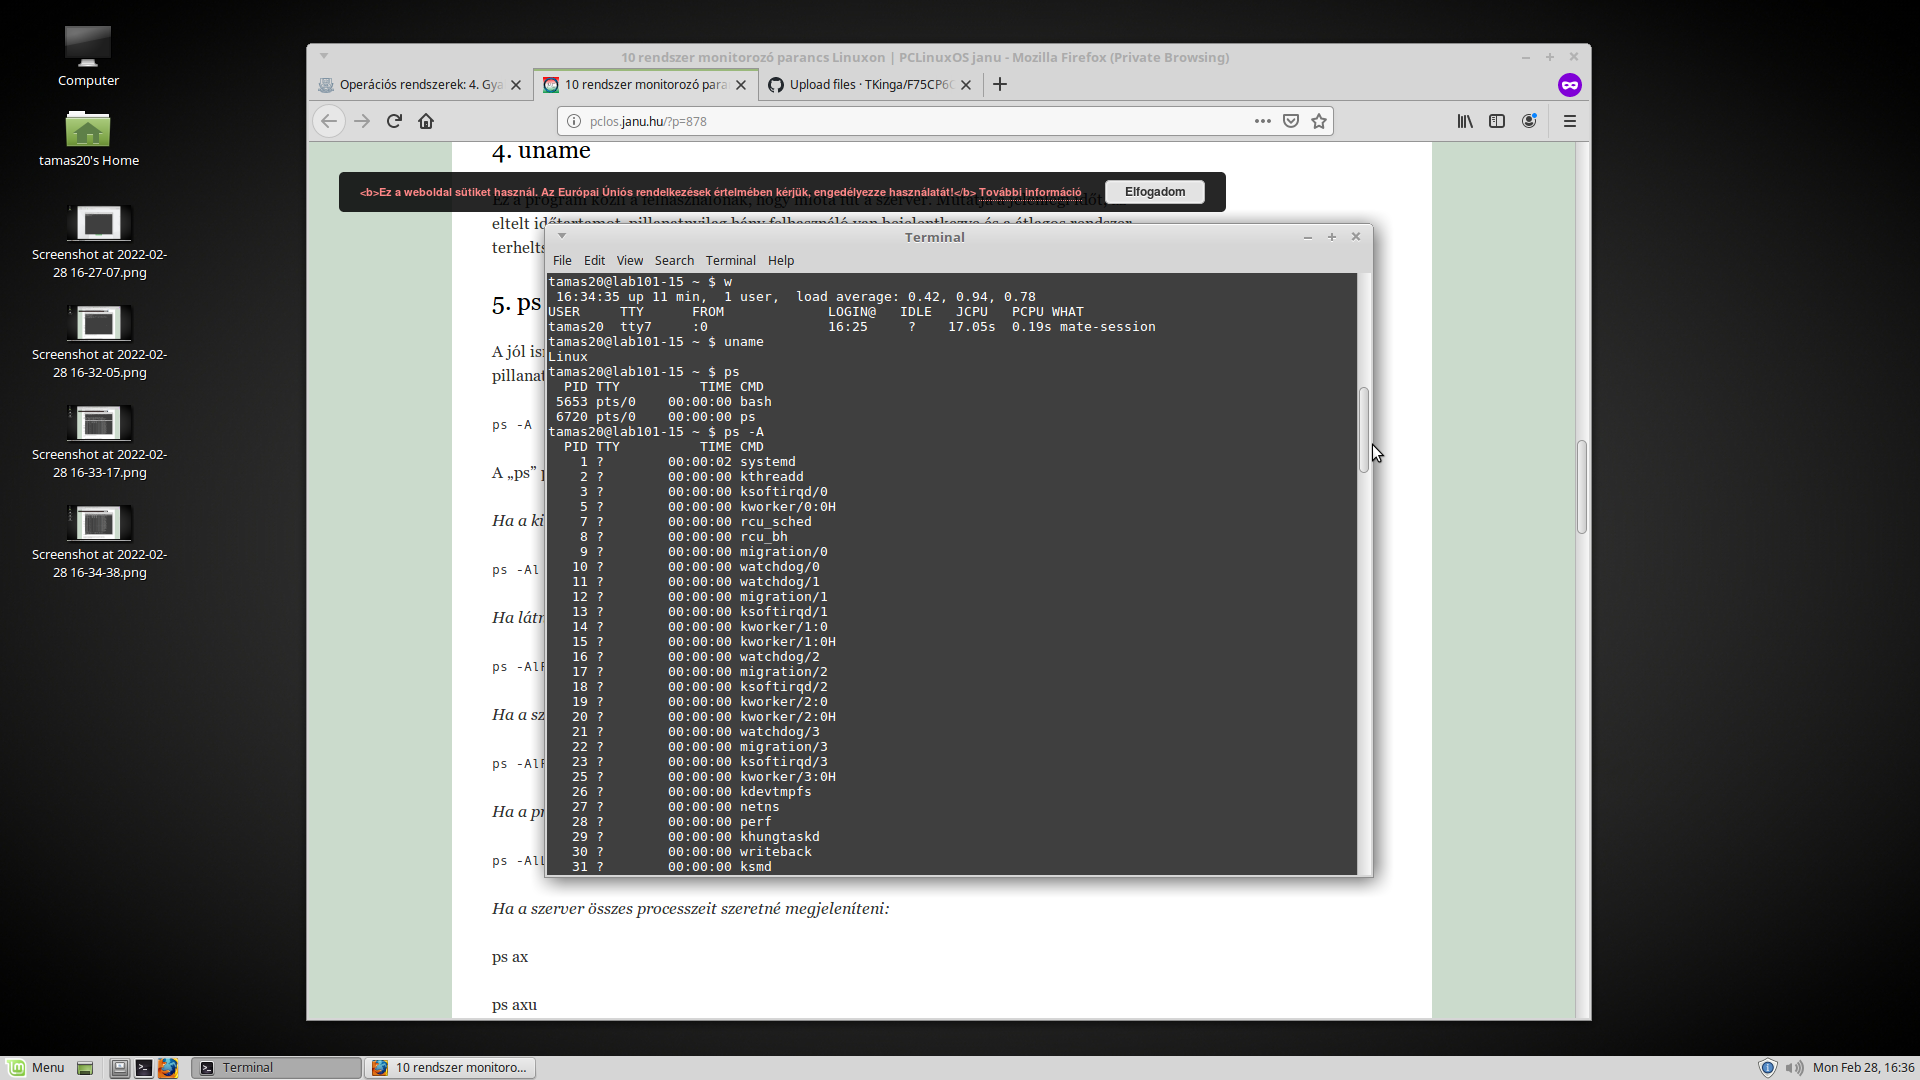 Computer
tamas20's Home
Screenshot at 2022-02-
28 16-27-07.png
Screenshot at 2022-02-
28 16-32-05.png
Screenshot at 2022-02-
28 16-33-17.png
Screenshot at 2022-02-
28 16-34-38.png
10 rendszer monitorozó parancs Linuxon | PCLinuxOS janu - Mozilla Firefox (Private Browsing)
Operációs rendszerek: 4. Gya
10 rendszer monitorozó para
Upload files · TKinga/F75CP6
pclos.janu.hu/?p=878
4. uname
<b>Ez a weboldal sütiket használ. Az Európai Úniós rendelkezések értelmében kérjük, engedélyezze használatát!</b> További információ
Elfogadom
Ez a program közli a felhasználónak, hogy mióta fut a szerver.
eltelt időtartamot, pillanatnyilag hány felhasználó van bejelentkezve és a átlagos rendszer
terhelts
5. ps
A jól is
pillanat
ps -A
A „ps”
Ha a ki
ps -Al
Ha látn
ps -Al
Ha a sz
ps -Al
Ha a pr
ps -Al
Ha a szerver összes processzeit szeretné megjeleníteni:
ps ax
ps axu
Terminal
File Edit View Search Terminal Help
tamas20@lab101-15 ~ $ w
16:34:35 up 11 min,  1 user,  load average: 0.42, 0.94, 0.78
USER     TTY      FROM             LOGIN@   IDLE   JCPU   PCPU WHAT
tamas20  tty7     :0               16:25    ?    17.05s  0.19s mate-session
tamas20@lab101-15 ~ $ uname
Linux
tamas20@lab101-15 ~ $ ps
  PID TTY          TIME CMD
 5653 pts/0    00:00:00 bash
 6720 pts/0    00:00:00 ps
tamas20@lab101-15 ~ $ ps -A
  PID TTY          TIME CMD
    1 ?        00:00:02 systemd
    2 ?        00:00:00 kthreadd
    3 ?        00:00:00 ksoftirqd/0
    5 ?        00:00:00 kworker/0:0H
    7 ?        00:00:00 rcu_sched
    8 ?        00:00:00 rcu_bh
    9 ?        00:00:00 migration/0
   10 ?        00:00:00 watchdog/0
   11 ?        00:00:00 watchdog/1
   12 ?        00:00:00 migration/1
   13 ?        00:00:00 ksoftirqd/1
   14 ?        00:00:00 kworker/1:0
   15 ?        00:00:00 kworker/1:0H
   16 ?        00:00:00 watchdog/2
   17 ?        00:00:00 migration/2
   18 ?        00:00:00 ksoftirqd/2
   19 ?        00:00:00 kworker/2:0
   20 ?        00:00:00 kworker/2:0H
   21 ?        00:00:00 watchdog/3
   22 ?        00:00:00 migration/3
   23 ?        00:00:00 ksoftirqd/3
   25 ?        00:00:00 kworker/3:0H
   26 ?        00:00:00 kdevtmpfs
   27 ?        00:00:00 netns
   28 ?        00:00:00 perf
   29 ?        00:00:00 khungtaskd
   30 ?        00:00:00 writeback
   31 ?        00:00:00 ksmd
Menu
Terminal
10 rendszer monitoro...
Mon Feb 28, 16:36